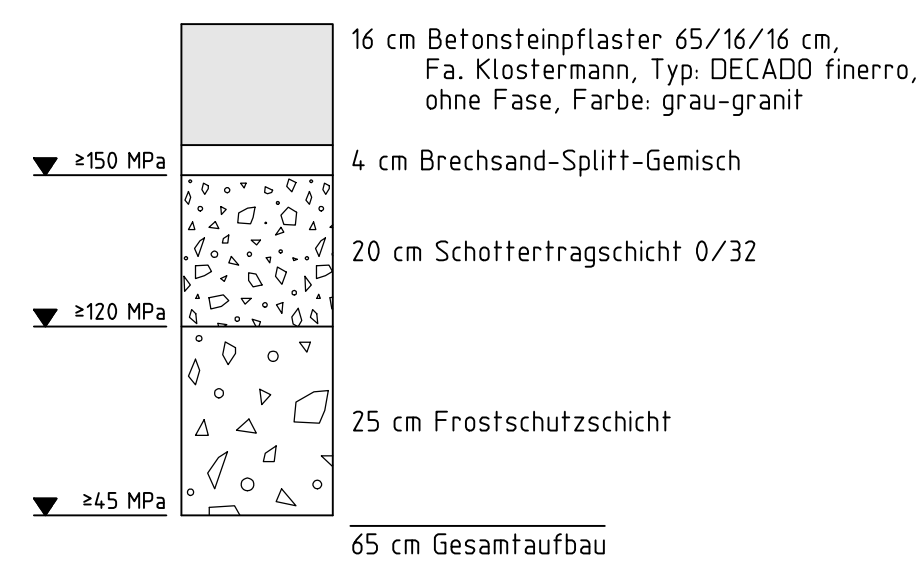 16 cm Betonsteinpflaster 65/16/16 cm,
Fa. Klostermann, Typ: DECADO finerro,
ohne Fase, Farbe: grau-granit
≥150 MPa
4 cm Brechsand-Splitt-Gemisch
20 cm Schottertragschicht 0/32
≥120 MPa
25 cm Frostschutzschicht
≥45 MPa
65 cm Gesamtaufbau